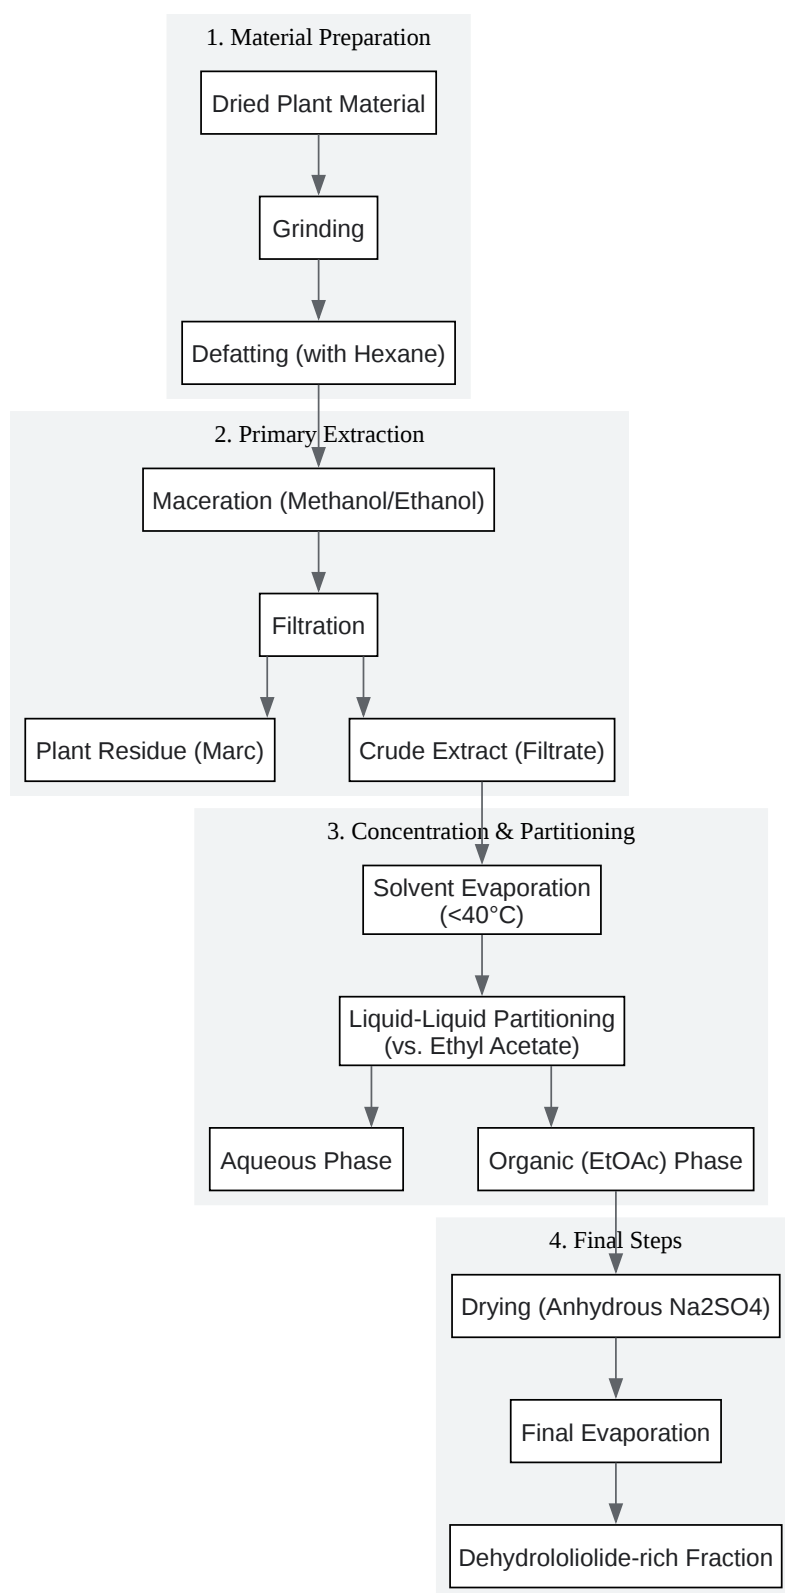 1. Material Preparation
Dried Plant Material
Grinding
Defatting (with Hexane)
2. Primary Extraction
Maceration (Methanol/Ethanol)
Filtration
Plant Residue (Marc)
Crude Extract (Filtrate)
3. Concentration & Partitioning
Solvent Evaporation
(<40°C)
Liquid-Liquid Partitioning
(vs. Ethyl Acetate)
Aqueous Phase
Organic (EtOAc) Phase
4. Final Steps
Drying (Anhydrous Na2SO4)
Final Evaporation
Dehydrololiolide-rich Fraction